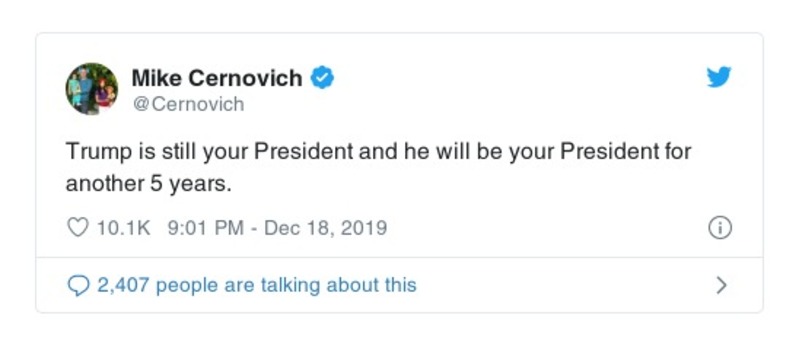 Mike Cernovich
@Cernovich
Trump is still your President and he will be your President for
another 5 years.
10.1K 9:01 PM - Dec 18, 2019
2,407 people are talking about this